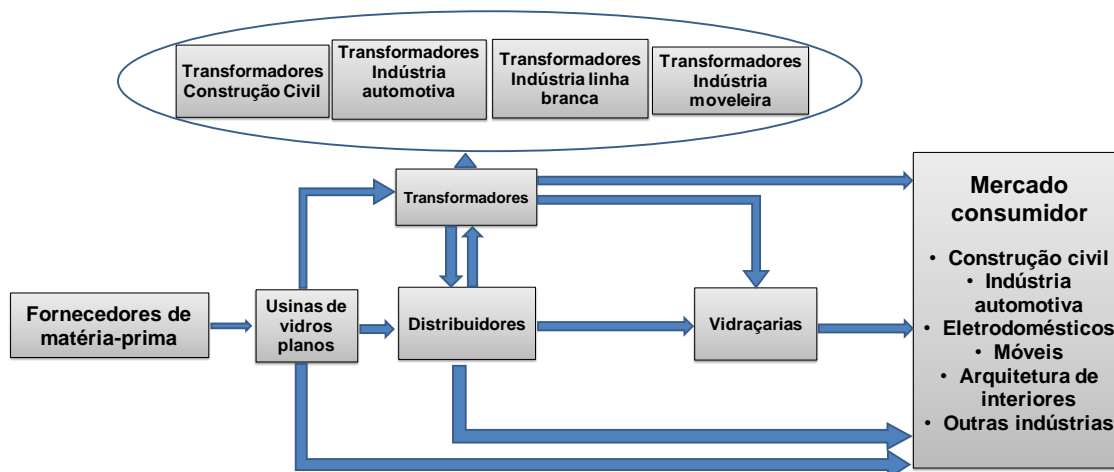 Transformadores
Construção Civil
Transformadores
Indústria
automotiva
Transformadores
Indústria linha
branca
Transformadores
Indústria
moveleira
Transformadores
Mercado
consumidor
• Construção civil
• Indústria
automotiva
• Eletrodomésticos
• Móveis
• Arquitetura de
interiores
• Outras indústrias
Fornecedores de
matéria-prima
Usinas de
vidros
planos
Distribuidores
Vidraçarias